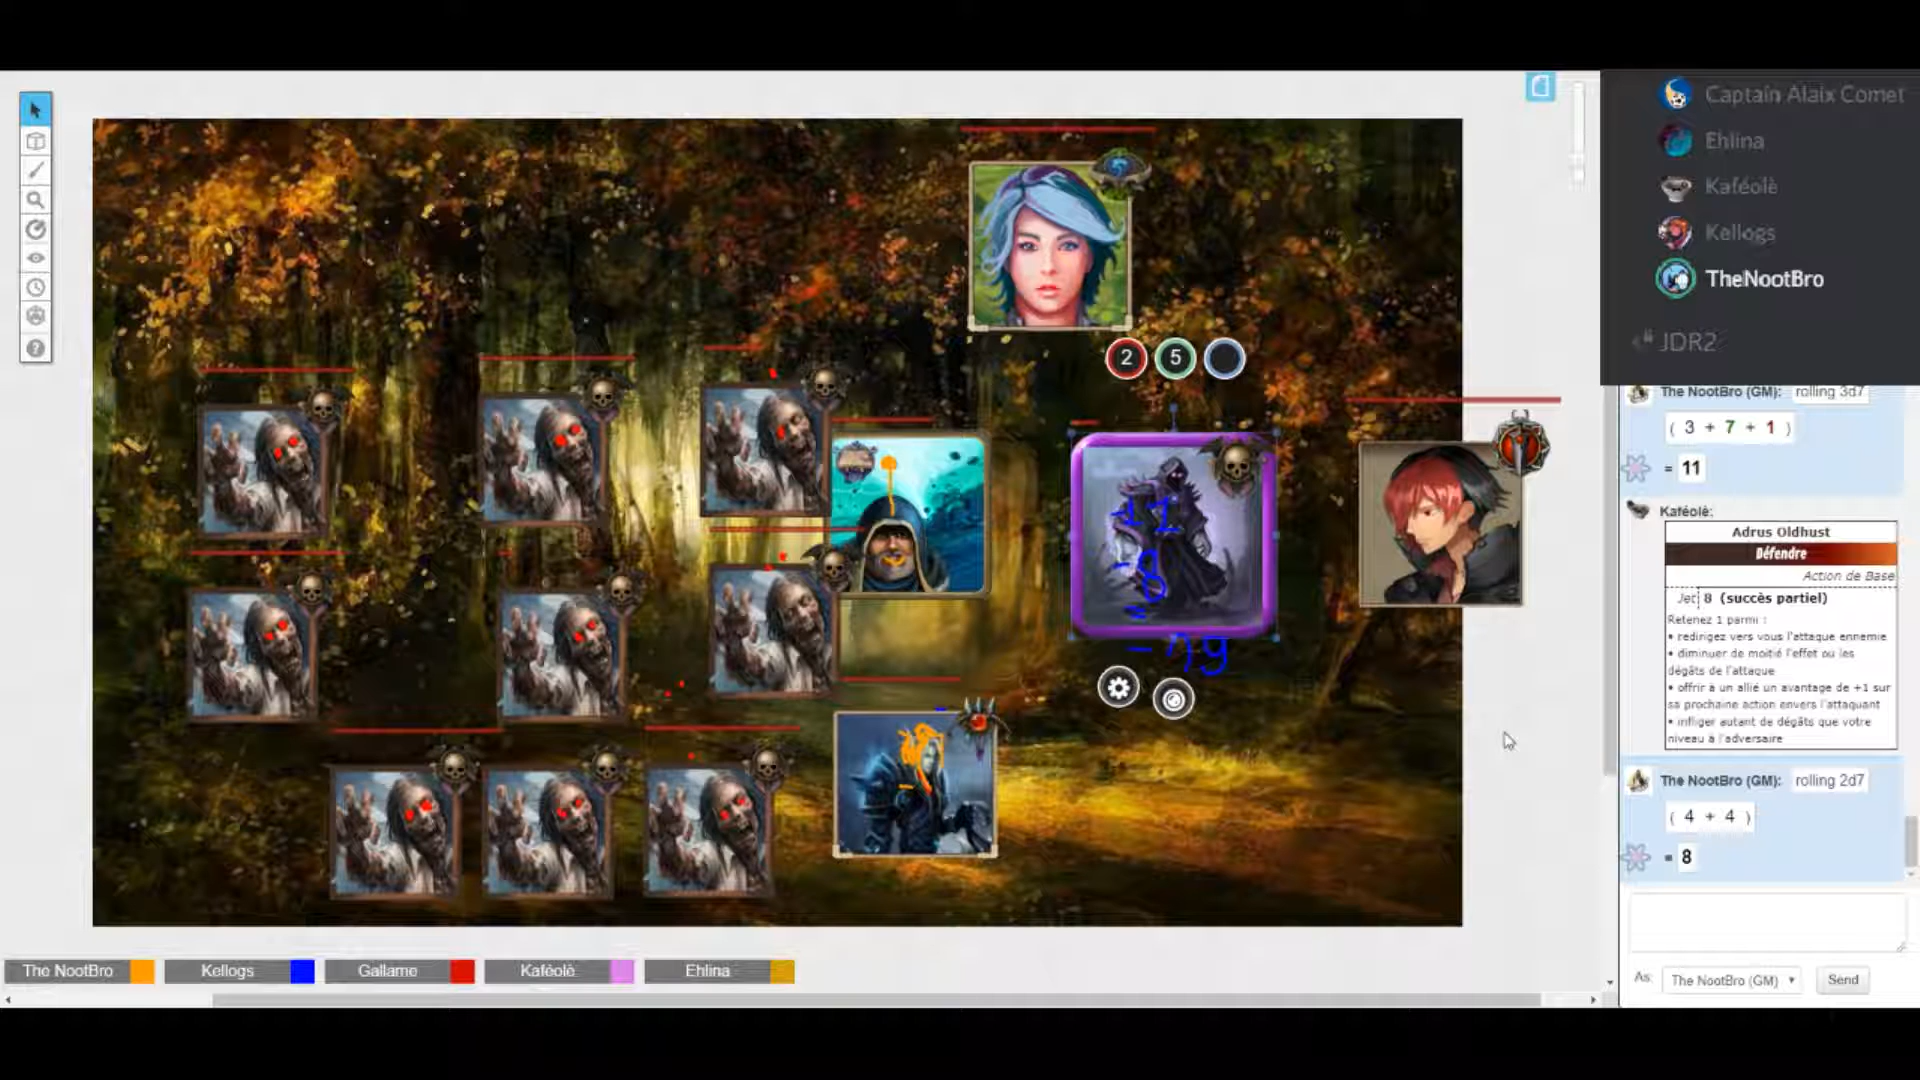 Captain Alaix Comet
Ehlina
Kaféolè
Kellogs
TheNootBro
JDR2
The NootBro (GM): rolling 3d7
( 3 + 7 + 1 )
= 11
Kaféolè:
Adrus Oldhust
Défendre
Action de Base
Jet 8 (succès partiel)
Retenez 1 parmi :
• redirigez vers vous l'attaque ennemie
• diminuer de moitié l'effet ou les
dégâts de l'attaque
• offrir à un allié un avantage de +1 sur
sa prochaine action envers l'attaquant
• infliger autant de dégâts que votre
niveau à l'adversaire
The NootBro (GM): rolling 2d7
( 4 + 4 )
= 8
As: The NootBro (GM) Send
2 5
-8
=
The NootBro Kellogs Gallame Kaféolè Ehlina